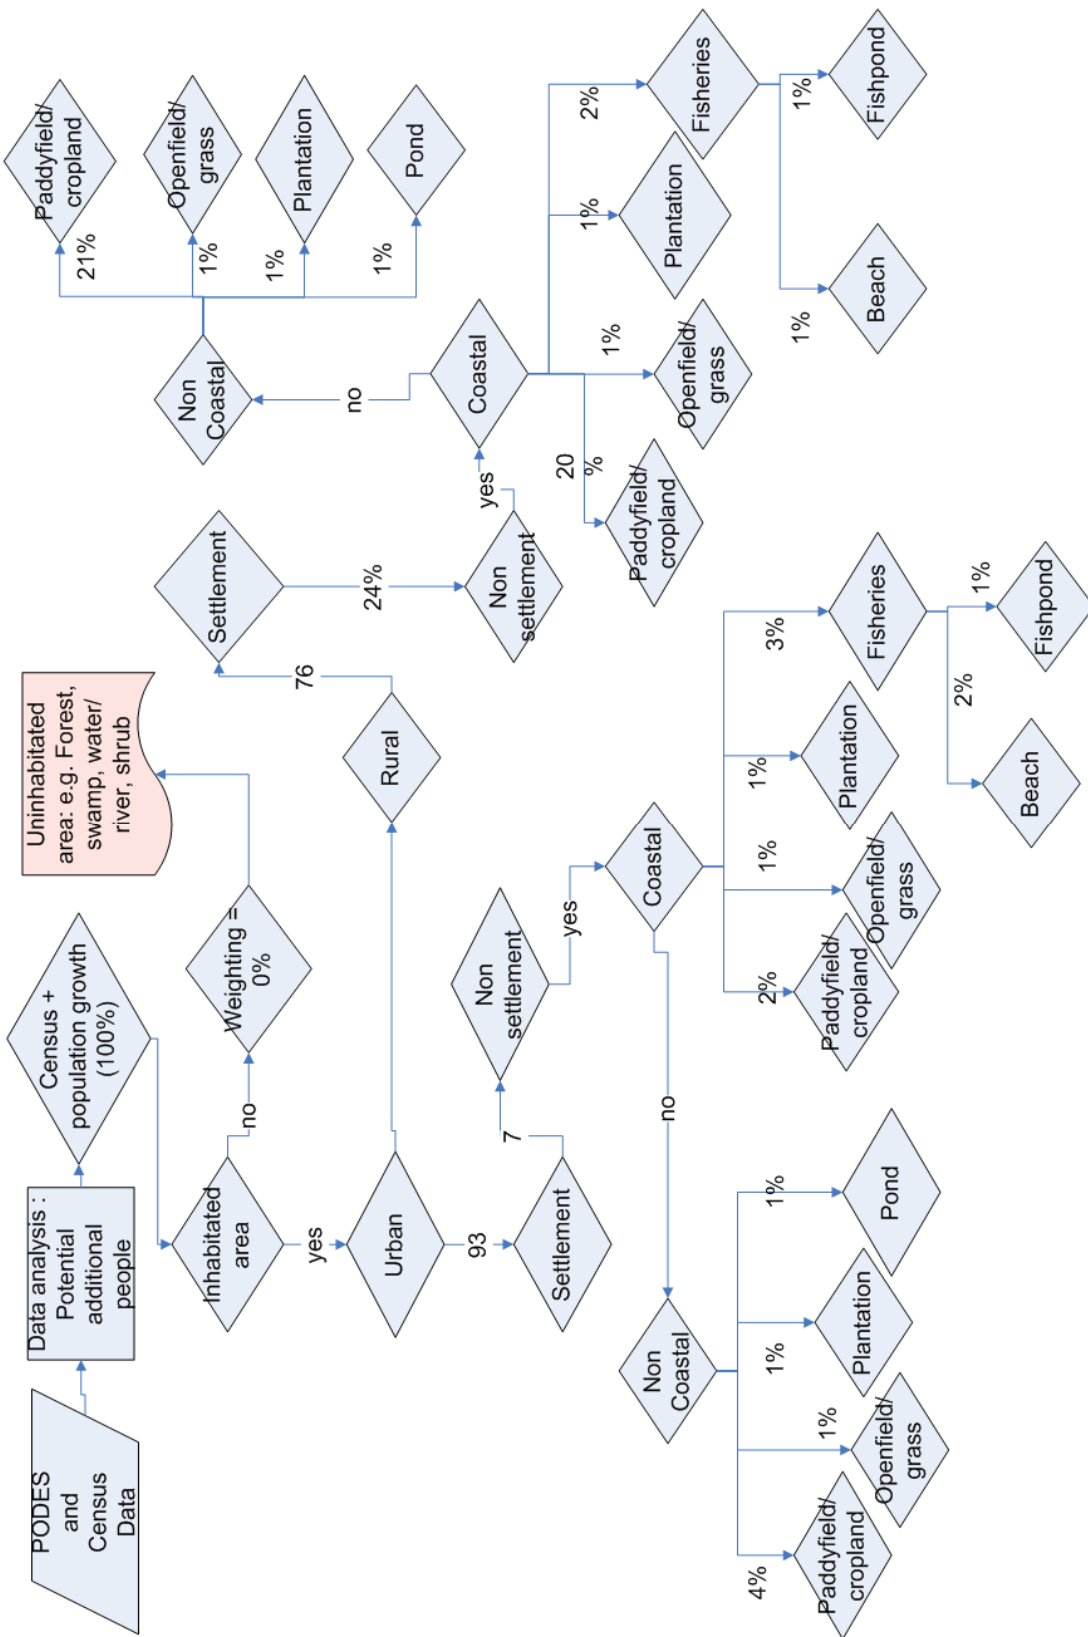 PODES
and
Census
Data
Data analysis :
Potential
additional
people
Census +
population growth
(100%)
Uninhabitated
area: e.g. Forest,
swamp, water/
river, shrub
Inhabitated
area
no
Weighting =
0%
yes
Urban
Rural
76
Settlement
24%
Non
settlement
yes
Coastal
no
Non
Coastal
21%
Paddyfield/
cropland
1%
Openfield/
grass
1%
Plantation
1%
Pond
20
%
Paddyfield/
cropland
1%
Openfield/
grass
1%
Plantation
2%
Fisheries
1%
Beach
1%
Fishpond
93
Settlement
7
Non
settlement
yes
Coastal
no
Non
Coastal
4%
Paddyfield/
cropland
1%
Openfield/
grass
1%
Plantation
1%
Pond
2%
Paddyfield/
cropland
1%
Openfield/
grass
1%
Plantation
3%
Fisheries
2%
Beach
1%
Fishpond